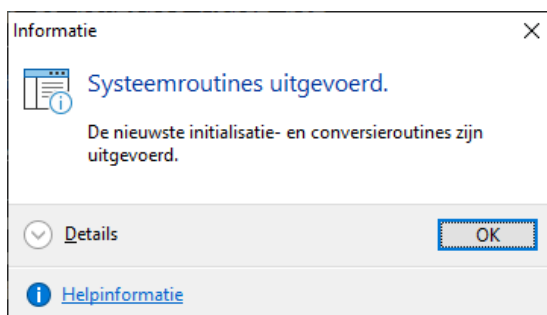 Informatie
Systeemroutines uitgevoerd.
De nieuwste initialisatie- en conversieroutines zijn
uitgevoerd.
Details
OK
Helpinformatie